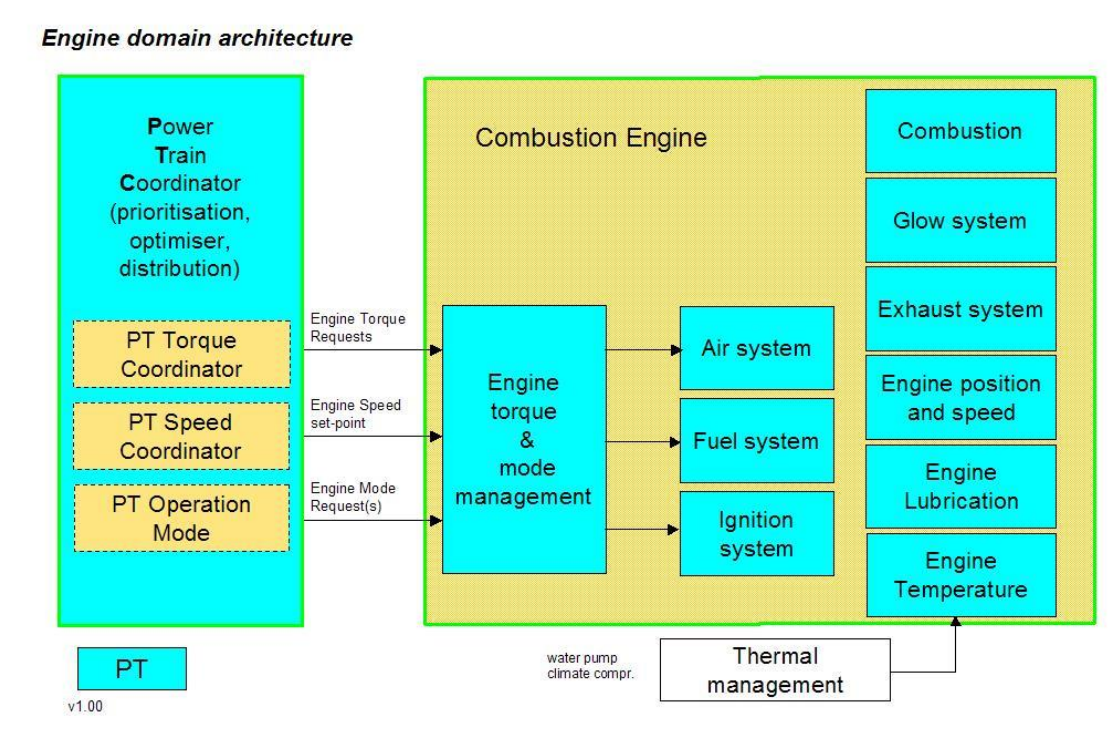 Engine domain architecture
Power
Train
Coordinator
(prioritisation,
optimiser,
distribution)
PT Torque
Coordinator
PT Speed
Coordinator
PT Operation
Mode
Engine Torque
Requests
Engine Speed
set-point
Engine Mode
Request(s)
Combustion Engine
Engine
torque
&
mode
management
Air system
Fuel system
Ignition
system
Combustion
Glow system
Exhaust system
Engine position
and speed
Engine
Lubrication
Engine
Temperature
water pump
climate compr.
Thermal
management
PT
v1.00